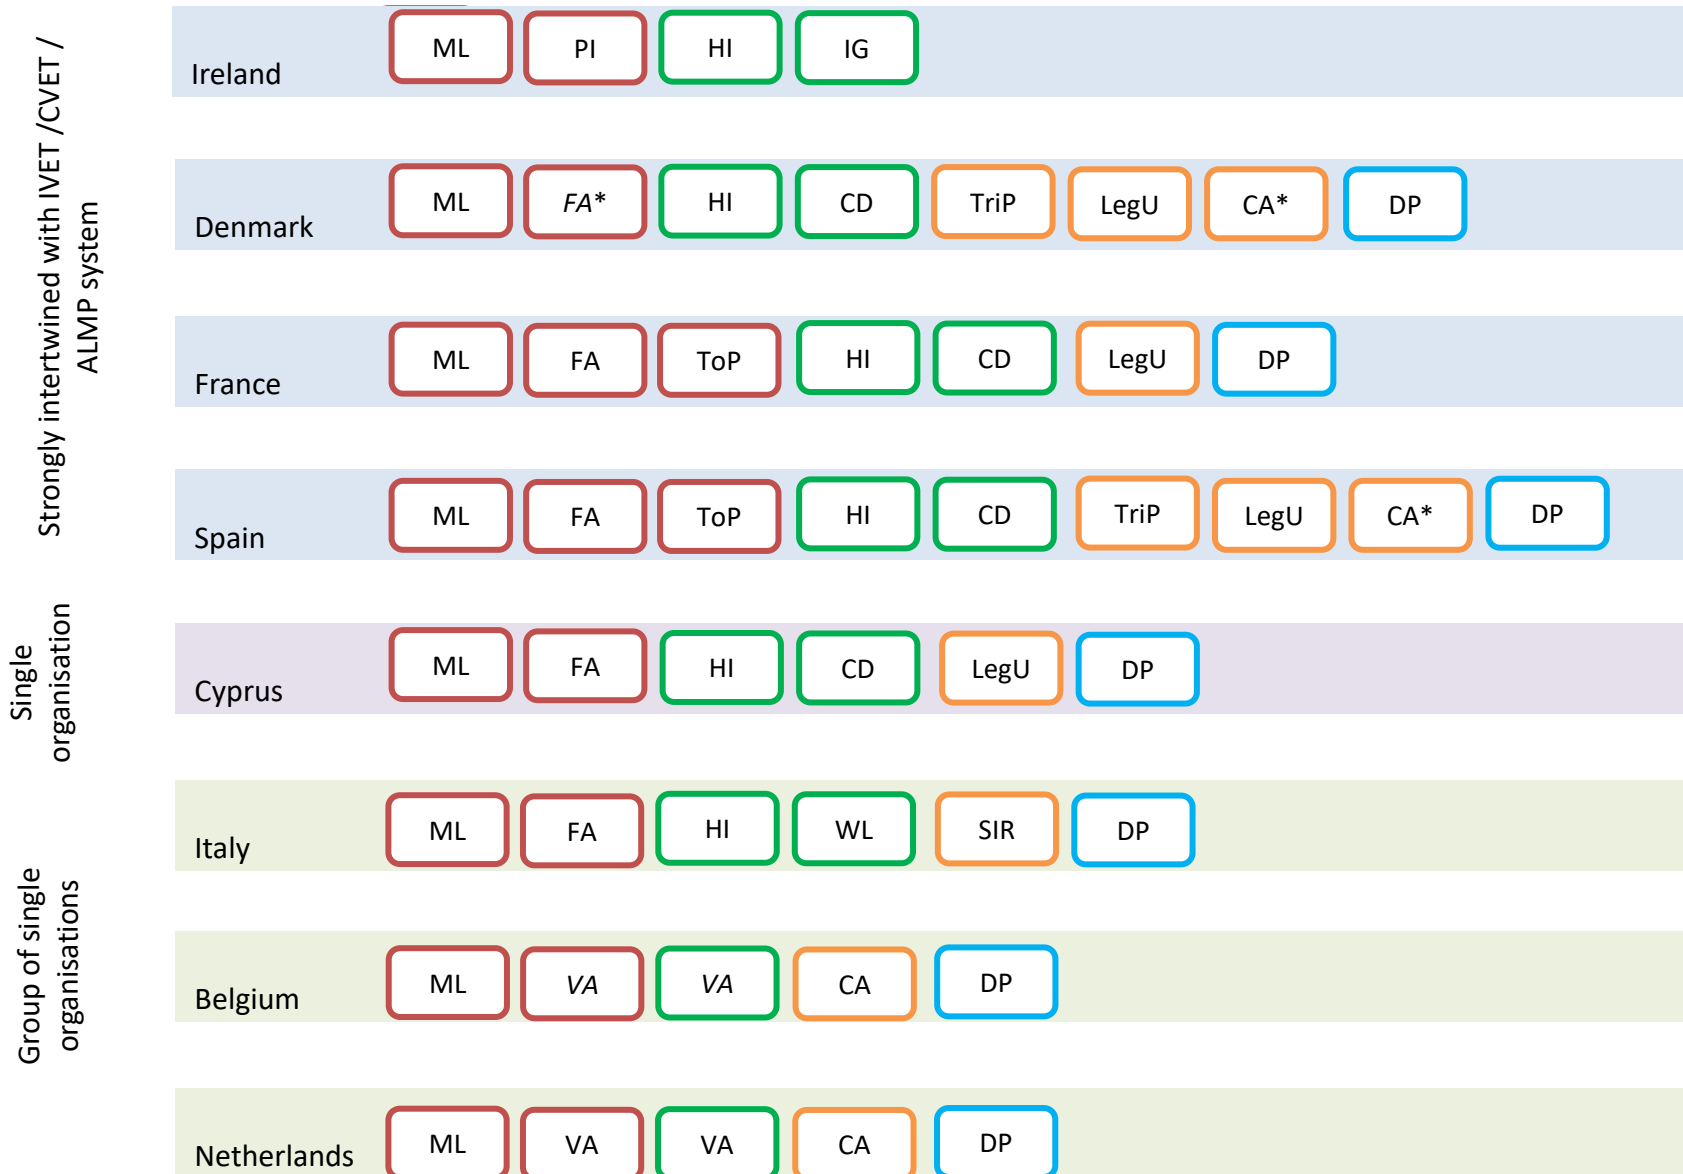 Strongly intertwined with IVET /CVET /
ALMP system
Ireland ML PI HI IG
Denmark ML FA* HI CD TriP LegU CA* DP
France ML FA ToP HI CD LegU DP
Spain ML FA ToP HI CD TriP LegU CA* DP
Single
organisation
Cyprus ML FA HI CD LegU DP
Group of single
organisations
Italy ML FA HI WL SIR DP
Belgium ML VA VA CA DP
Netherlands ML VA VA CA DP